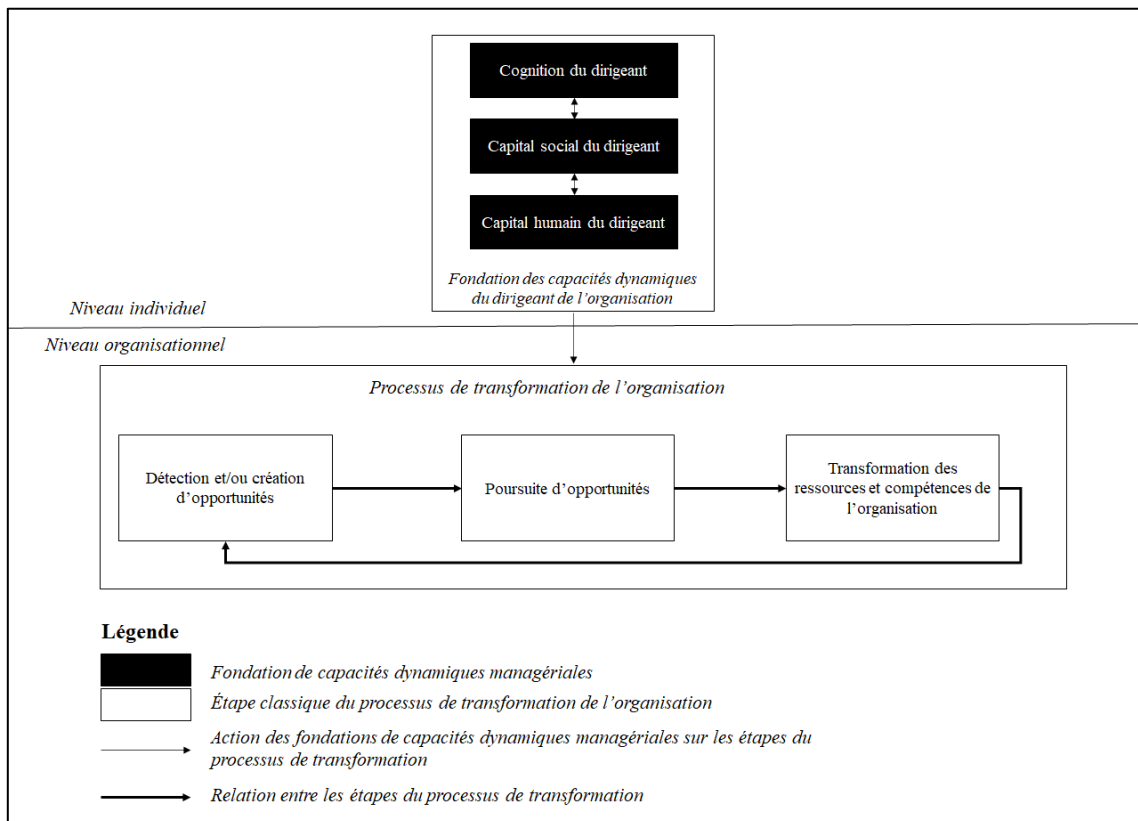 Cognition du dirigeant
Capital social du dirigeant
Capital humain du dirigeant
Fondation des capacités dynamiques
du dirigeant de l’organisation
Niveau individuel
Niveau organisationnel
Processus de transformation de l’organisation
Détection et/ou création
d’opportunités
Poursuite d’opportunités
Transformation des
ressources et compétences de
l’organisation
Légende
Fondation de capacités dynamiques managériales
Étape classique du processus de transformation de l’organisation
Action des fondations de capacités dynamiques managériales sur les étapes du
processus de transformation
Relation entre les étapes du processus de transformation